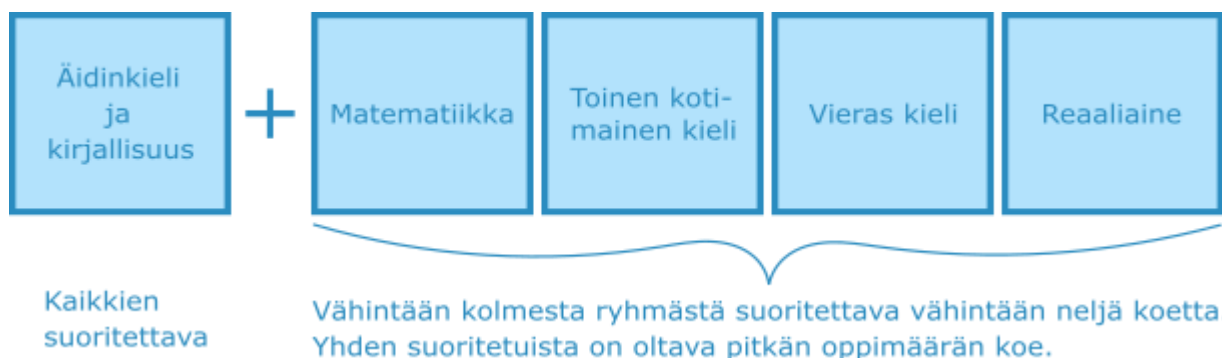 Äidinkieli
ja
kirjallisuus
+
Matematiikka
Toinen koti-
mainen kieli
Vieras kieli
Reaaliaine
Kaikkien
suoritettava
Vähintään kolmesta ryhmästä suoritettava vähintään neljä koetta
Yhden suoritetuista on oltava pitkän oppimäärän koe.